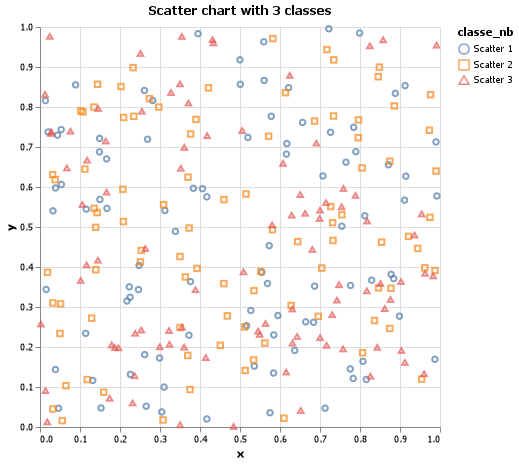 Scatter chart with 3 classes
classe_nb
Scatter 1
Scatter 2
Scatter 3
1.0
0.9
0.8
0.7
0.6
0.5
0.4
0.3
0.2
0.1
0.0
y
0.0 0.1 0.2 0.3 0.4 0.5 0.6 0.7 0.8 0.9 1.0
x